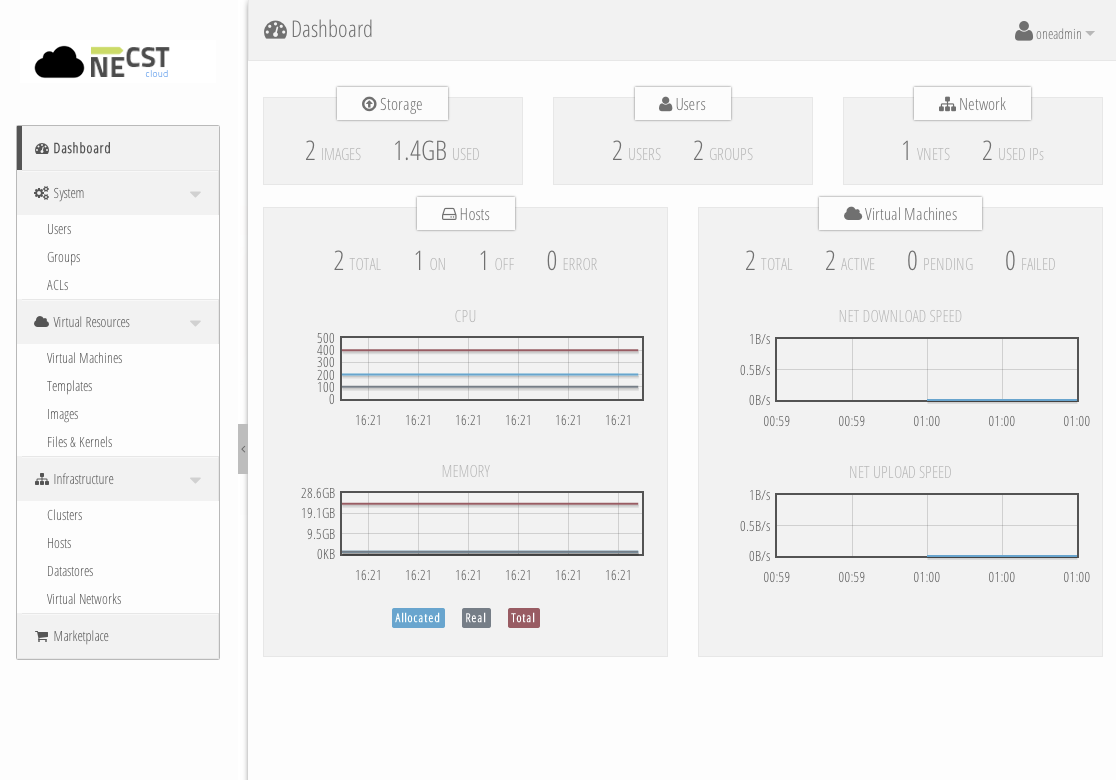 NECST
cloud
Dashboard
System
Users
Groups
ACLs
Virtual Resources
Virtual Machines
Templates
Images
Files & Kernels
Infrastructure
Clusters
Hosts
Datastores
Virtual Networks
Marketplace
Dashboard
oneadmin
Storage
2 IMAGES 1.4GB USED
Users
2 USERS 2 GROUPS
Network
1 VNETS 2 USED IPs
Hosts
2 TOTAL 1 ON 1 OFF 0 ERROR
CPU
500
400
300
200
100
0
16:21 16:21 16:21 16:21 16:21 16:21
MEMORY
28.6GB
19.1GB
9.5GB
0KB
16:21 16:21 16:21 16:21 16:21 16:21
Allocated Real Total
Virtual Machines
2 TOTAL 2 ACTIVE 0 PENDING 0 FAILED
NET DOWNLOAD SPEED
1B/s
0.5B/s
0B/s
00:59 00:59 01:00 01:00 01:00
NET UPLOAD SPEED
1B/s
0.5B/s
0B/s
00:59 00:59 01:00 01:00 01:00